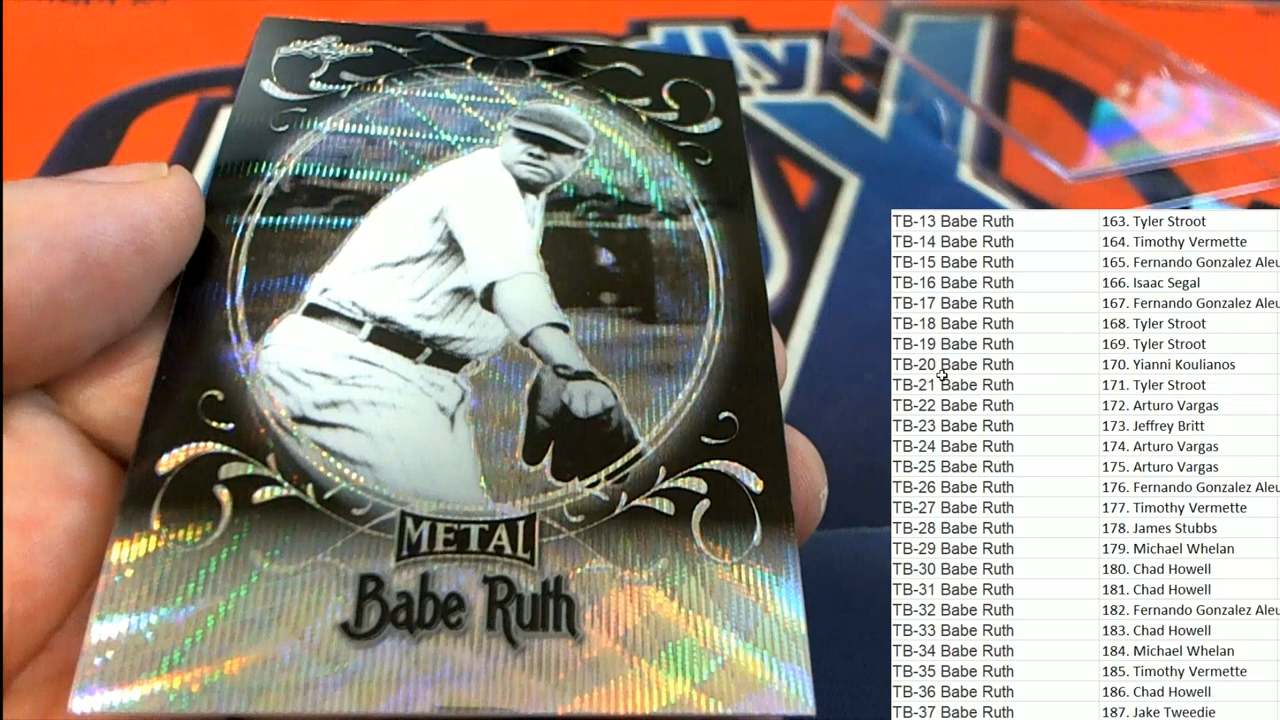 METAL
Babe Ruth
TB-13 Babe Ruth 163. Tyler Stroot
TB-14 Babe Ruth 164. Timothy Vermette
TB-15 Babe Ruth 165. Fernando Gonzalez Aleu
TB-16 Babe Ruth 166. Isaac Segal
TB-17 Babe Ruth 167. Fernando Gonzalez Aleu
TB-18 Babe Ruth 168. Tyler Stroot
TB-19 Babe Ruth 169. Tyler Stroot
TB-20 Babe Ruth 170. Yianni Koulianos
TB-21 Babe Ruth 171. Tyler Stroot
TB-22 Babe Ruth 172. Arturo Vargas
TB-23 Babe Ruth 173. Jeffrey Britt
TB-24 Babe Ruth 174. Arturo Vargas
TB-25 Babe Ruth 175. Arturo Vargas
TB-26 Babe Ruth 176. Fernando Gonzalez Aleu
TB-27 Babe Ruth 177. Timothy Vermette
TB-28 Babe Ruth 178. James Stubbs
TB-29 Babe Ruth 179. Michael Whelan
TB-30 Babe Ruth 180. Chad Howell
TB-31 Babe Ruth 181. Chad Howell
TB-32 Babe Ruth 182. Fernando Gonzalez Aleu
TB-33 Babe Ruth 183. Chad Howell
TB-34 Babe Ruth 184. Michael Whelan
TB-35 Babe Ruth 185. Timothy Vermette
TB-36 Babe Ruth 186. Chad Howell
TB-37 Babe Ruth 187. Jake Tweedie